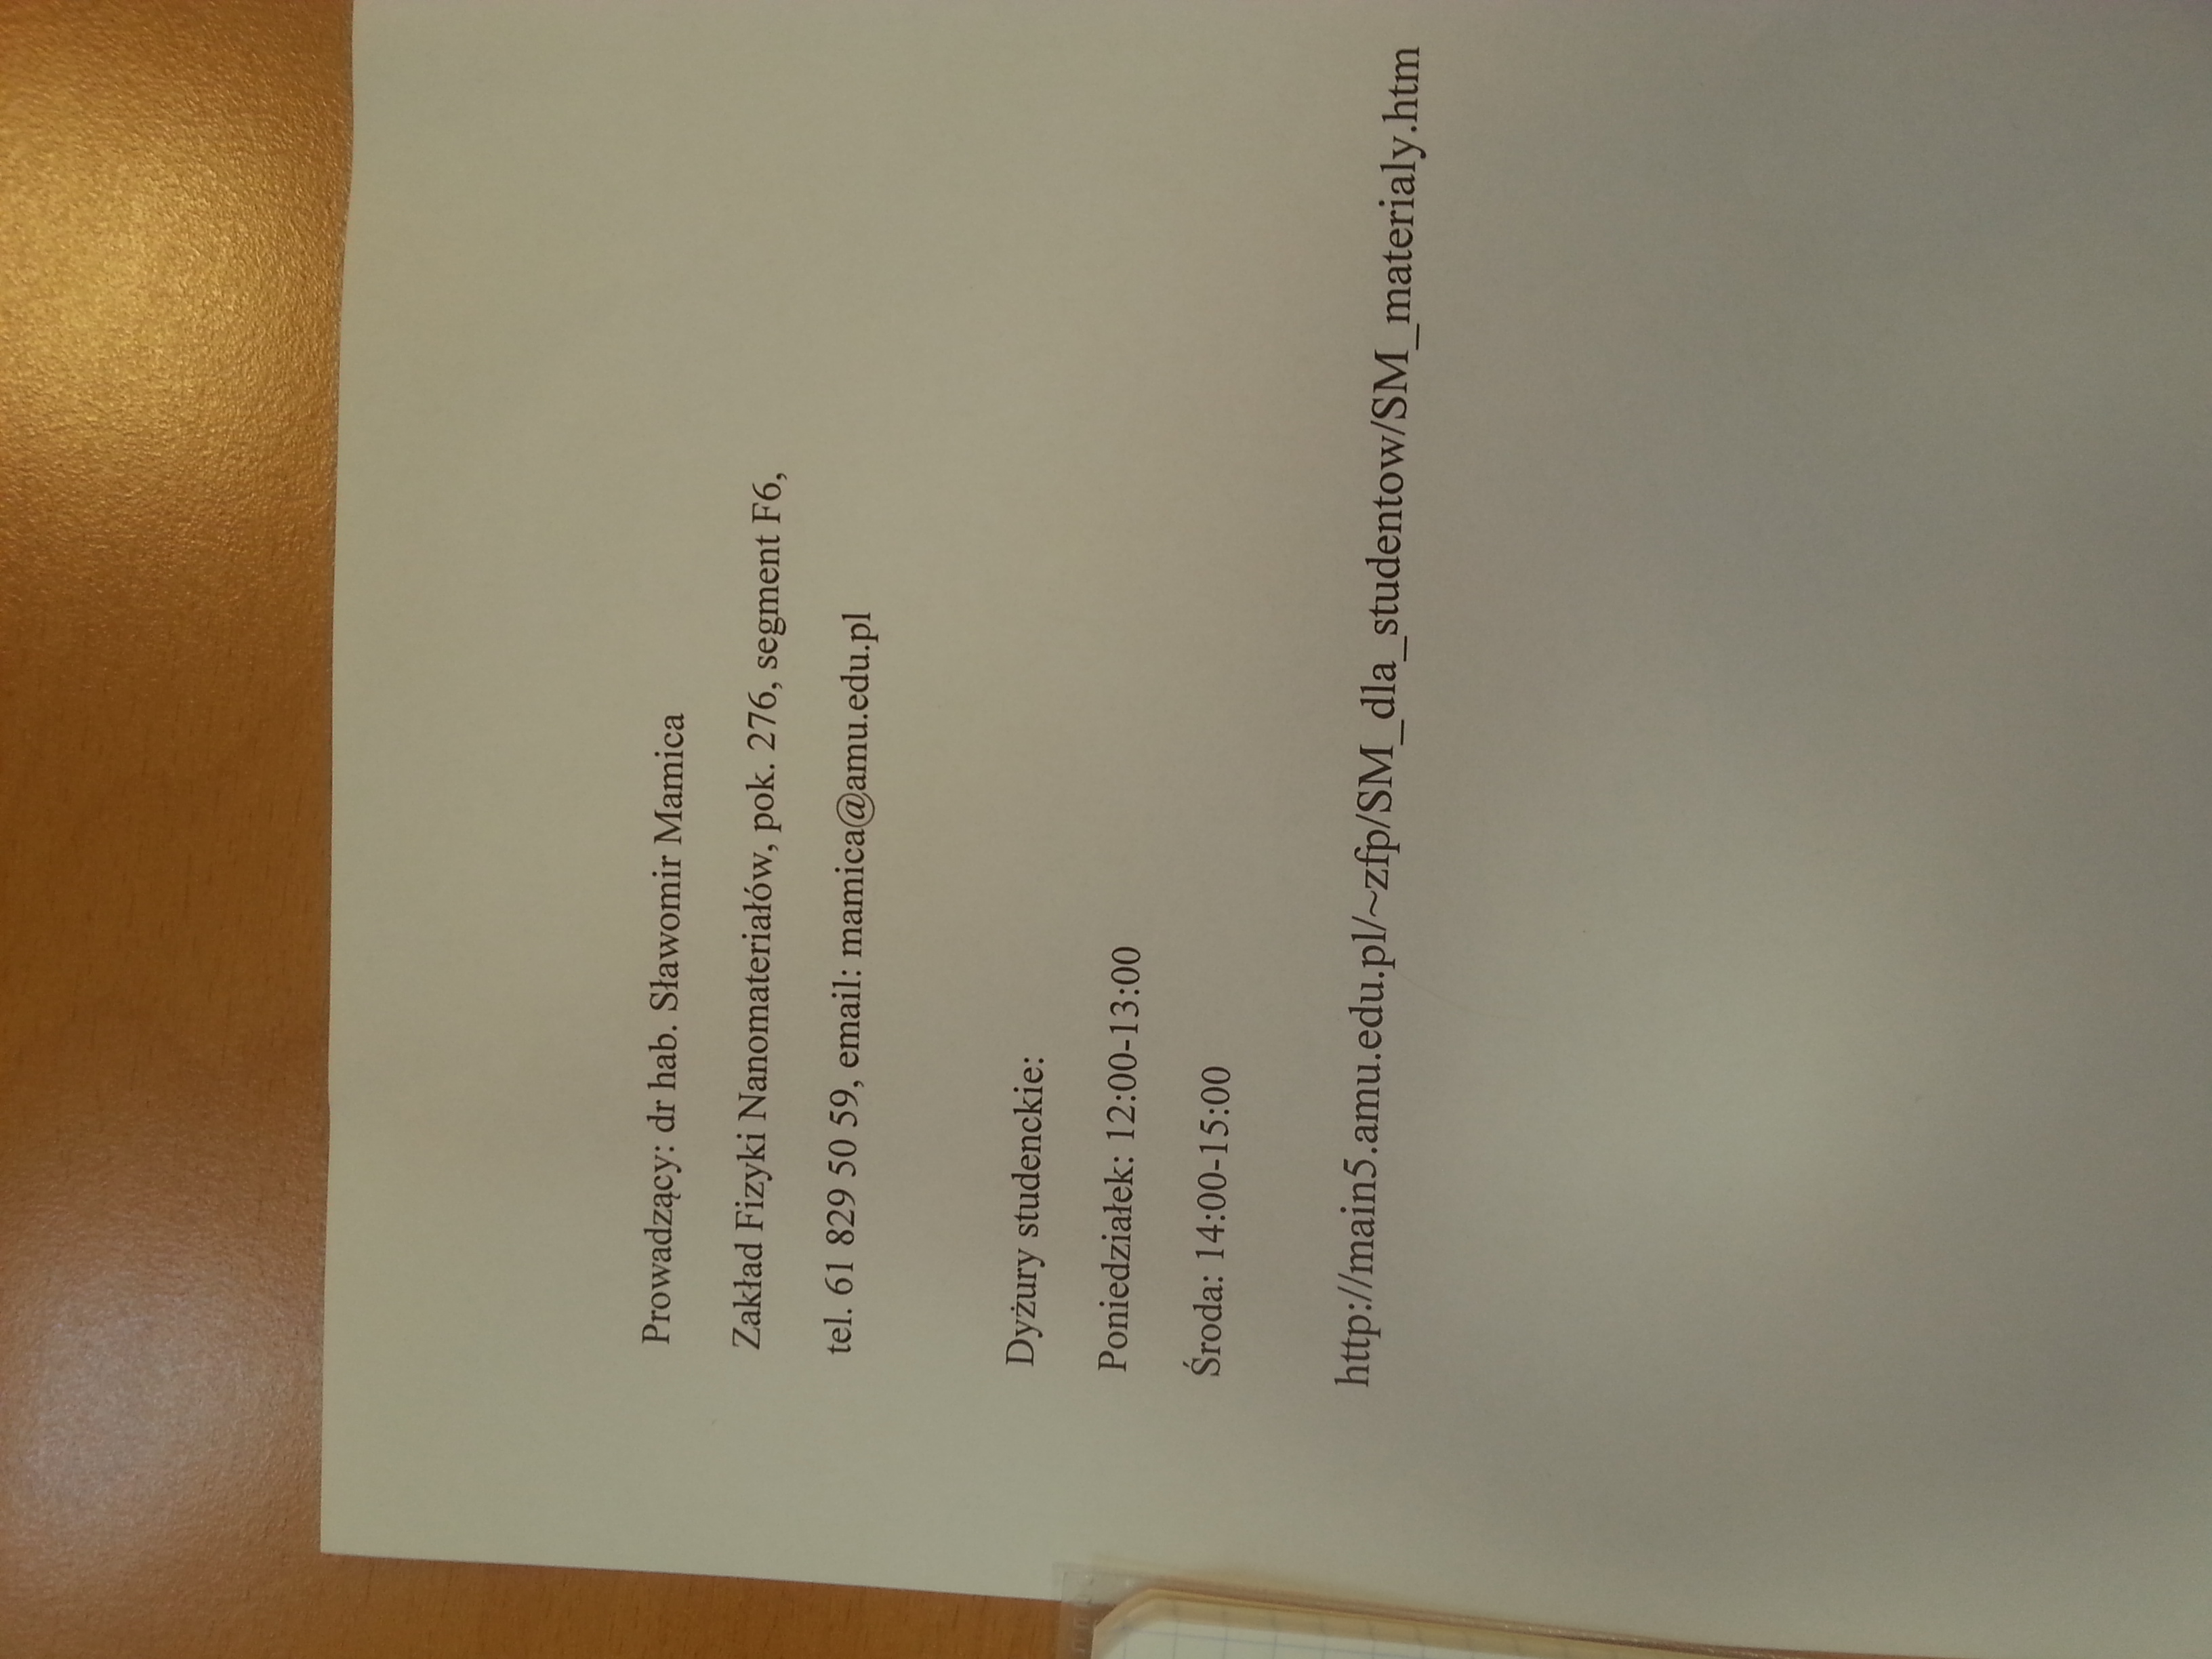 Prowadzący: dr hab. Sławomir Mamica
Zakład Fizyki Nanomateriałów, pok. 276, segment F6,
tel. 61 829 50 59, email: mamica@amu.edu.pl
Dyżury studenckie:
Poniedziałek: 12:00-13:00
Środa: 14:00-15:00
http://main5.amu.edu.pl/~zfp/SM_dla_studentow/SM_materialy.htm